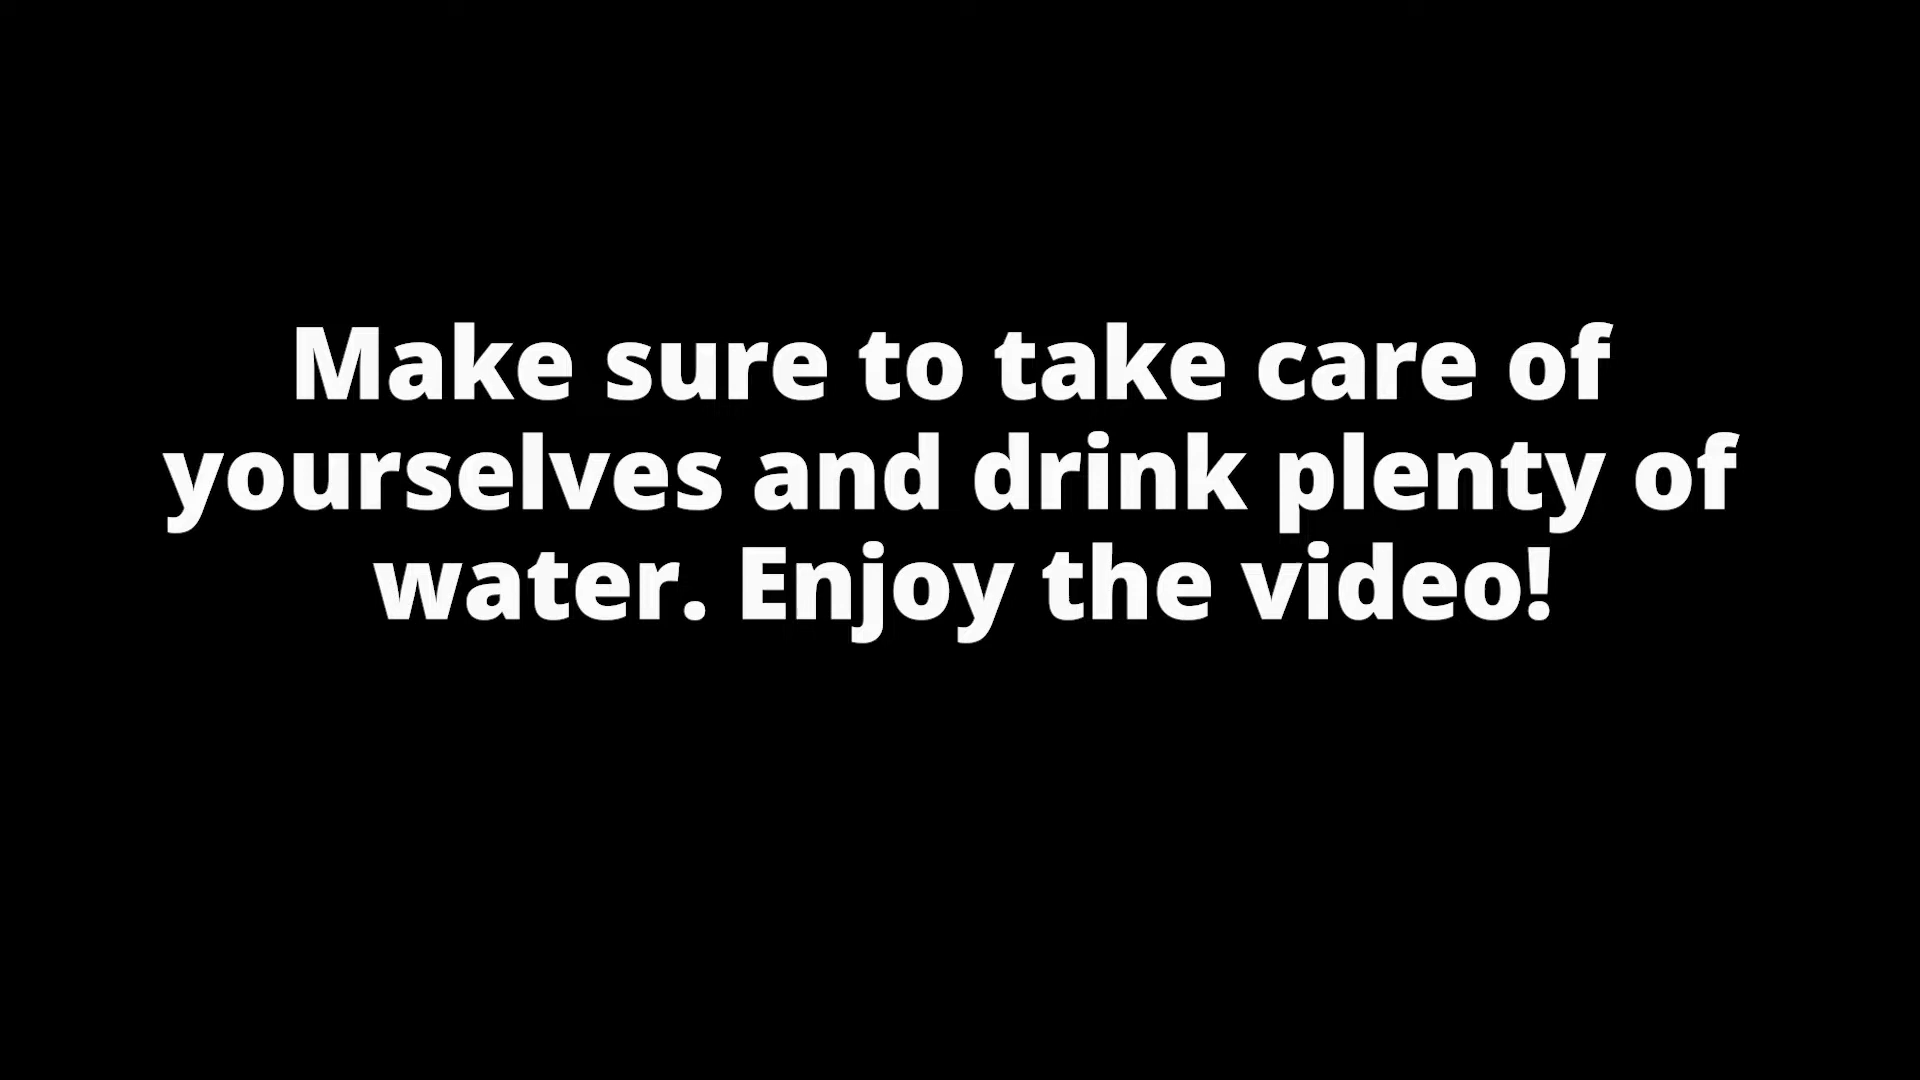 Make sure to take care of
yourselves and drink plenty of
water. Enjoy the video!